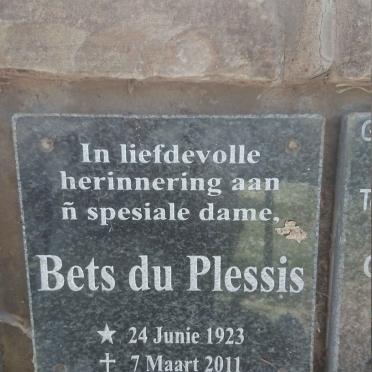 In liefdevolle
herinnering aan
ñ spesiale dame,
Bets du Plessis
★ 24 Junie 1923
✝ 7 Maart 2011